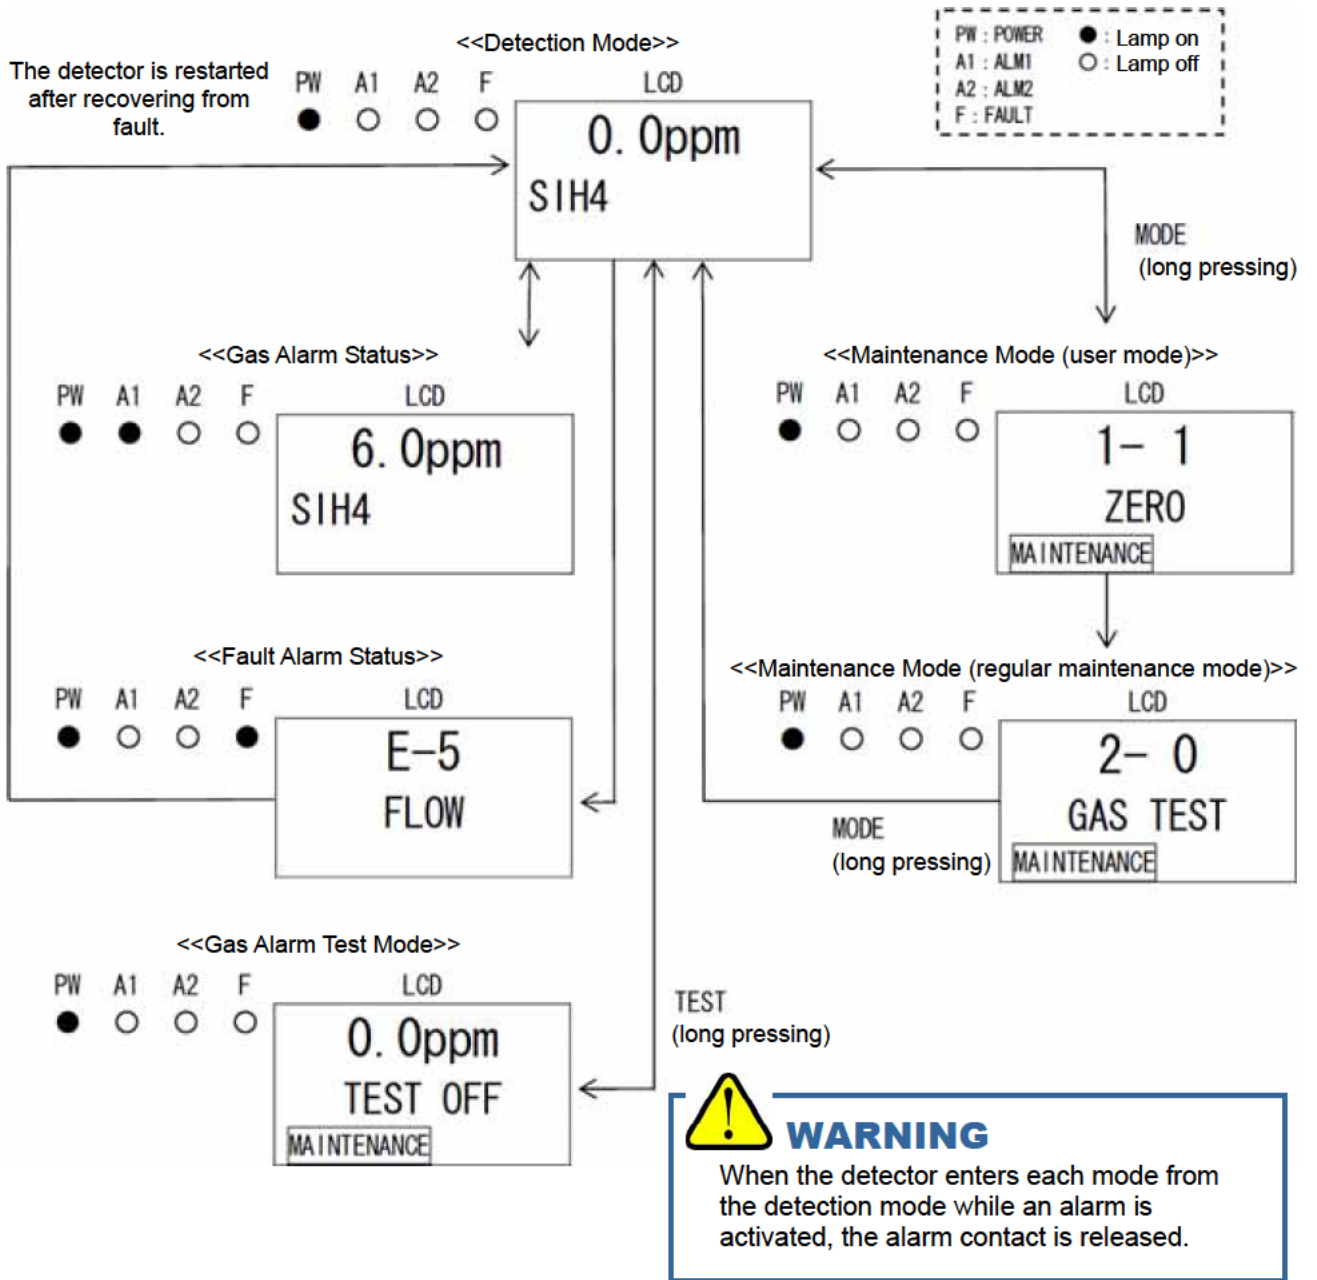 <<Detection Mode>>
PW : POWER ● : Lamp on
A1 : ALM1 ○ : Lamp off
A2 : ALM2
F : FAULT
The detector is restarted
after recovering from
fault.
PW A1 A2 F LCD
0. 0ppm
SIH4
MODE
(long pressing)
<<Gas Alarm Status>>
PW A1 A2 F LCD
6. 0ppm
SIH4
<<Maintenance Mode (user mode)>>
PW A1 A2 F LCD
1- 1
ZERO
MAINTENANCE
<<Fault Alarm Status>>
PW A1 A2 F LCD
E-5
FLOW
<<Maintenance Mode (regular maintenance mode)>>
PW A1 A2 F LCD
2- 0
GAS TEST
MAINTENANCE
MODE
(long pressing)
<<Gas Alarm Test Mode>>
PW A1 A2 F LCD
0. 0ppm
TEST OFF
MAINTENANCE
TEST
(long pressing)
WARNING
When the detector enters each mode from
the detection mode while an alarm is
activated, the alarm contact is released.